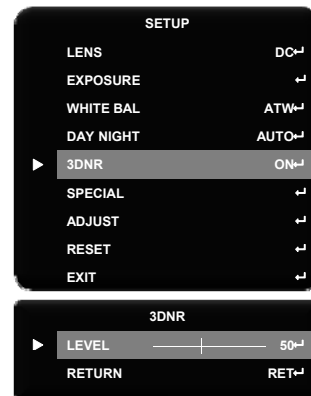 SETUP
LENS DC↵
EXPOSURE ↵
WHITE BAL ATW↵
DAY NIGHT AUTO↵
3DNR ON↵
SPECIAL ↵
ADJUST ↵
RESET ↵
EXIT ↵
3DNR
LEVEL 50↵
RETURN RET↵